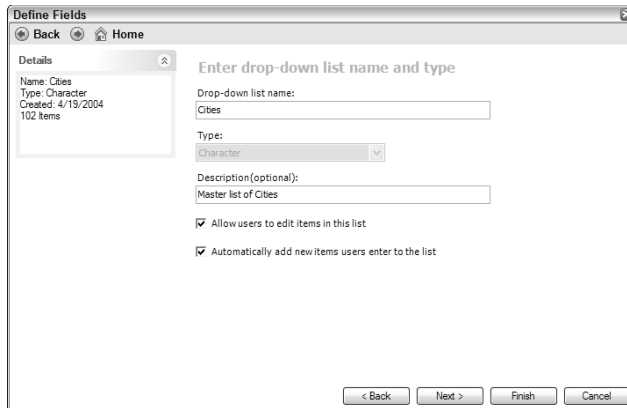 Define Fields
Back Home
Details
Name: Cities
Type: Character
Created: 4/19/2004
102 Items
Enter drop-down list name and type
Drop-down list name:
Cities
Type:
Character
Description(optional):
Master list of Cities
Allow users to edit items in this list
Automatically add new items users enter to the list
< Back Next > Finish Cancel